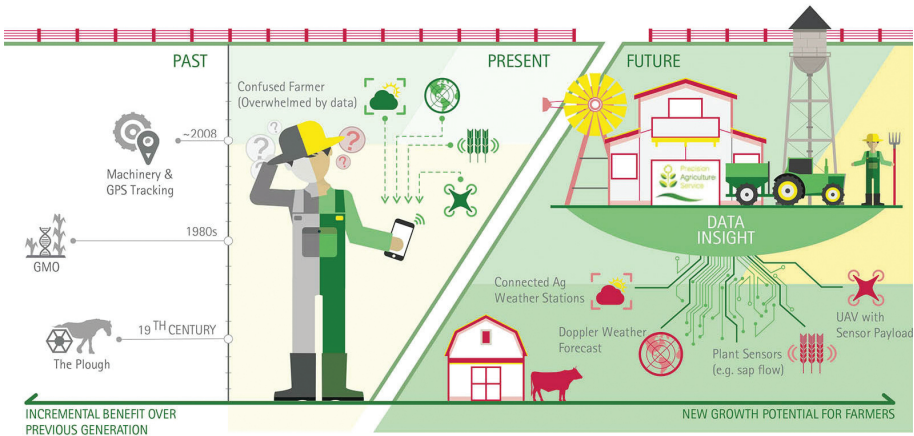 PAST
PRESENT
FUTURE
Confused Farmer
(Overwhelmed by data)
~2008
Machinery &
GPS Tracking
1980s
GMO
19TH CENTURY
The Plough
?
?
?
?
Precision
Agriculture
Service
DATA
INSIGHT
Connected Ag
Weather Stations
Doppler Weather
Forecast
Plant Sensors
(e.g. sap flow)
UAV with
Sensor Payload
INCREMENTAL BENEFIT OVER
PREVIOUS GENERATION
NEW GROWTH POTENTIAL FOR FARMERS